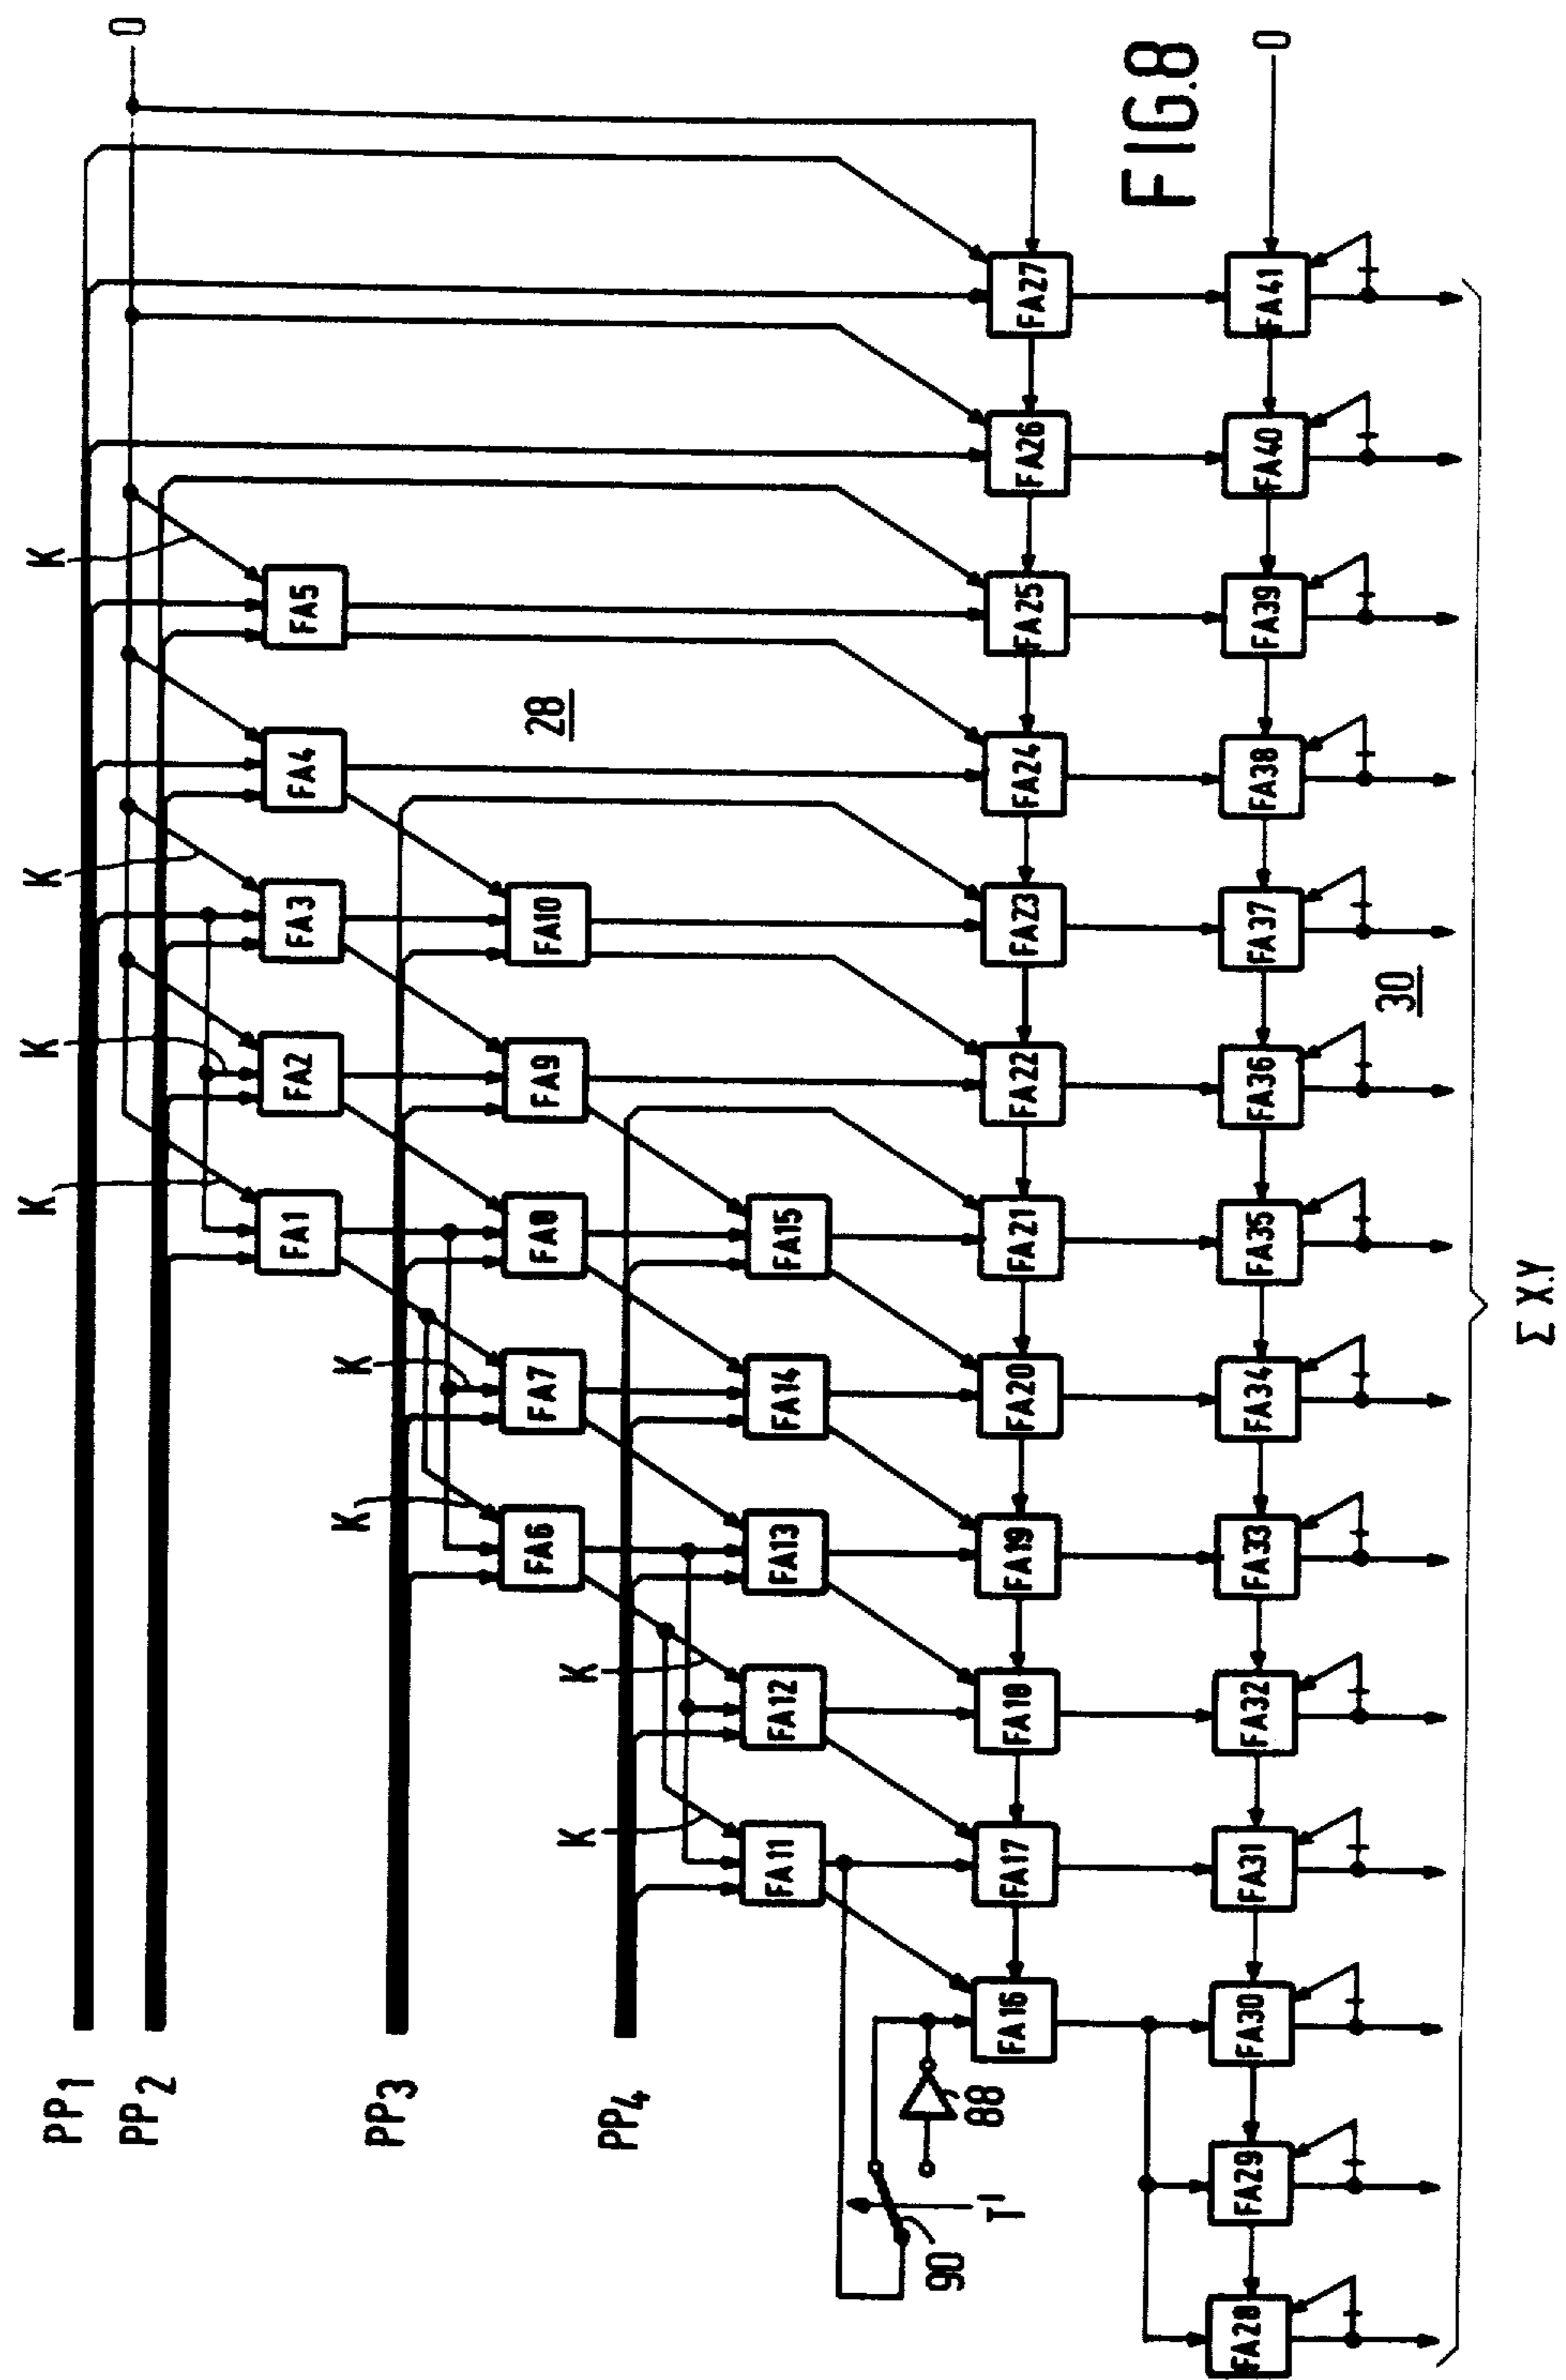 K K K K
PP1
0
PP2
FA1 FA2 FA3 FA4 FA5
K K
PP3
FA6 FA7 FA8 FA9 FA10
28
K K
PP4
FA11 FA12 FA13 FA14 FA15
90
88
T'
FA16 FA17 FA18 FA19 FA20 FA21 FA22 FA23 FA24 FA25 FA26 FA27
FIG.8
FA28 FA29 FA30 FA31 FA32 FA33 FA34 FA35 FA36 FA37 FA38 FA39 FA40 FA41
0
30
Σ X.Y